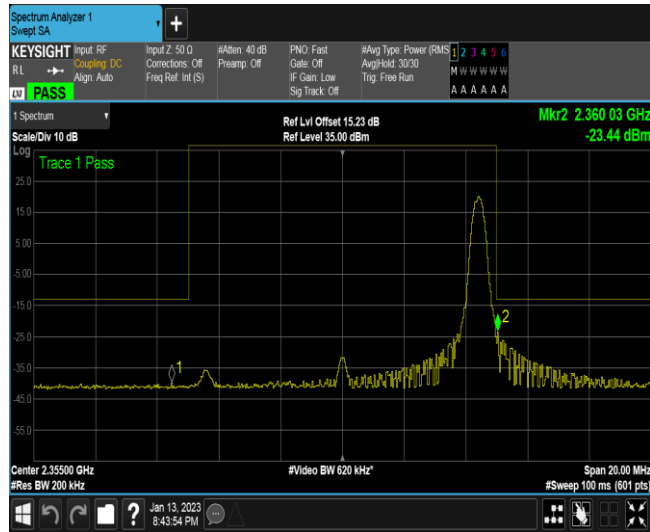 Spectrum Analyzer 1
Swept SA
KEYSIGHT
RL
LXI PASS
Input: RF
Coupling: DC
Align: Auto
Input Z: 50 Ω
Corrections: Off
Freq Ref: Int (S)
#Atten: 40 dB
Preamp: Off
PNO: Fast
Gate: Off
IF Gain: Low
Sig Track: Off
#Avg Type: Power (RMS
Avg|Hold: 30/30
Trig: Free Run
1 2 3 4 5 6
M W W W W W
A A A A A A
1 Spectrum
Scale/Div 10 dB
Ref Lvl Offset 15.23 dB
Ref Level 35.00 dBm
Mkr2 2.360 03 GHz
-23.44 dBm
Log
Trace 1 Pass
25.0
15.0
5.00
-5.00
-15.0
-25.0
-35.0
-45.0
-55.0
1
2
Center 2.35500 GHz
#Res BW 200 kHz
#Video BW 620 kHz*
Span 20.00 MHz
#Sweep 100 ms (601 pts)
?
Jan 13, 2023
8:43:54 PM